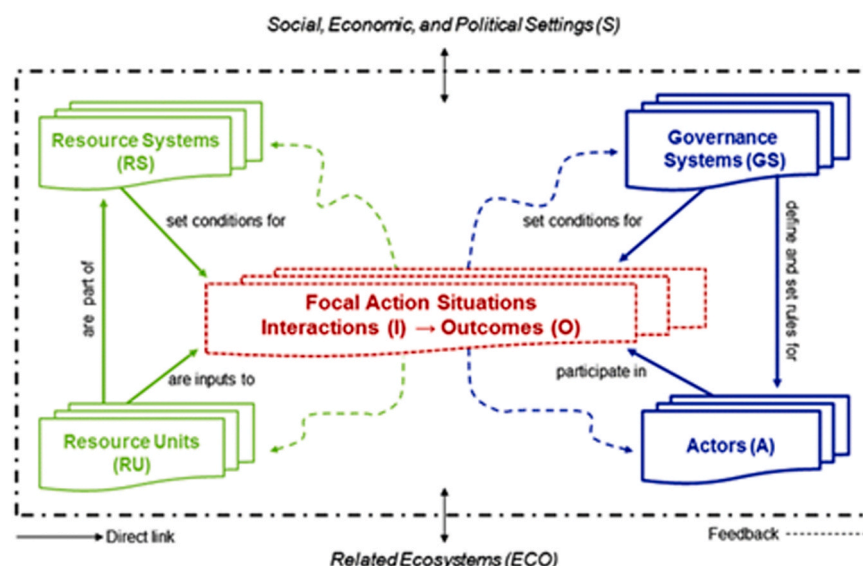 Social, Economic, and Political Settings (S)
Resource Systems
(RS)
Governance
Systems (GS)
set conditions for
set conditions for
are part of
define and set rules for
Focal Action Situations
Interactions (I) → Outcomes (O)
are inputs to
participate in
Resource Units
(RU)
Actors (A)
Direct link
Feedback
Related Ecosystems (ECO)